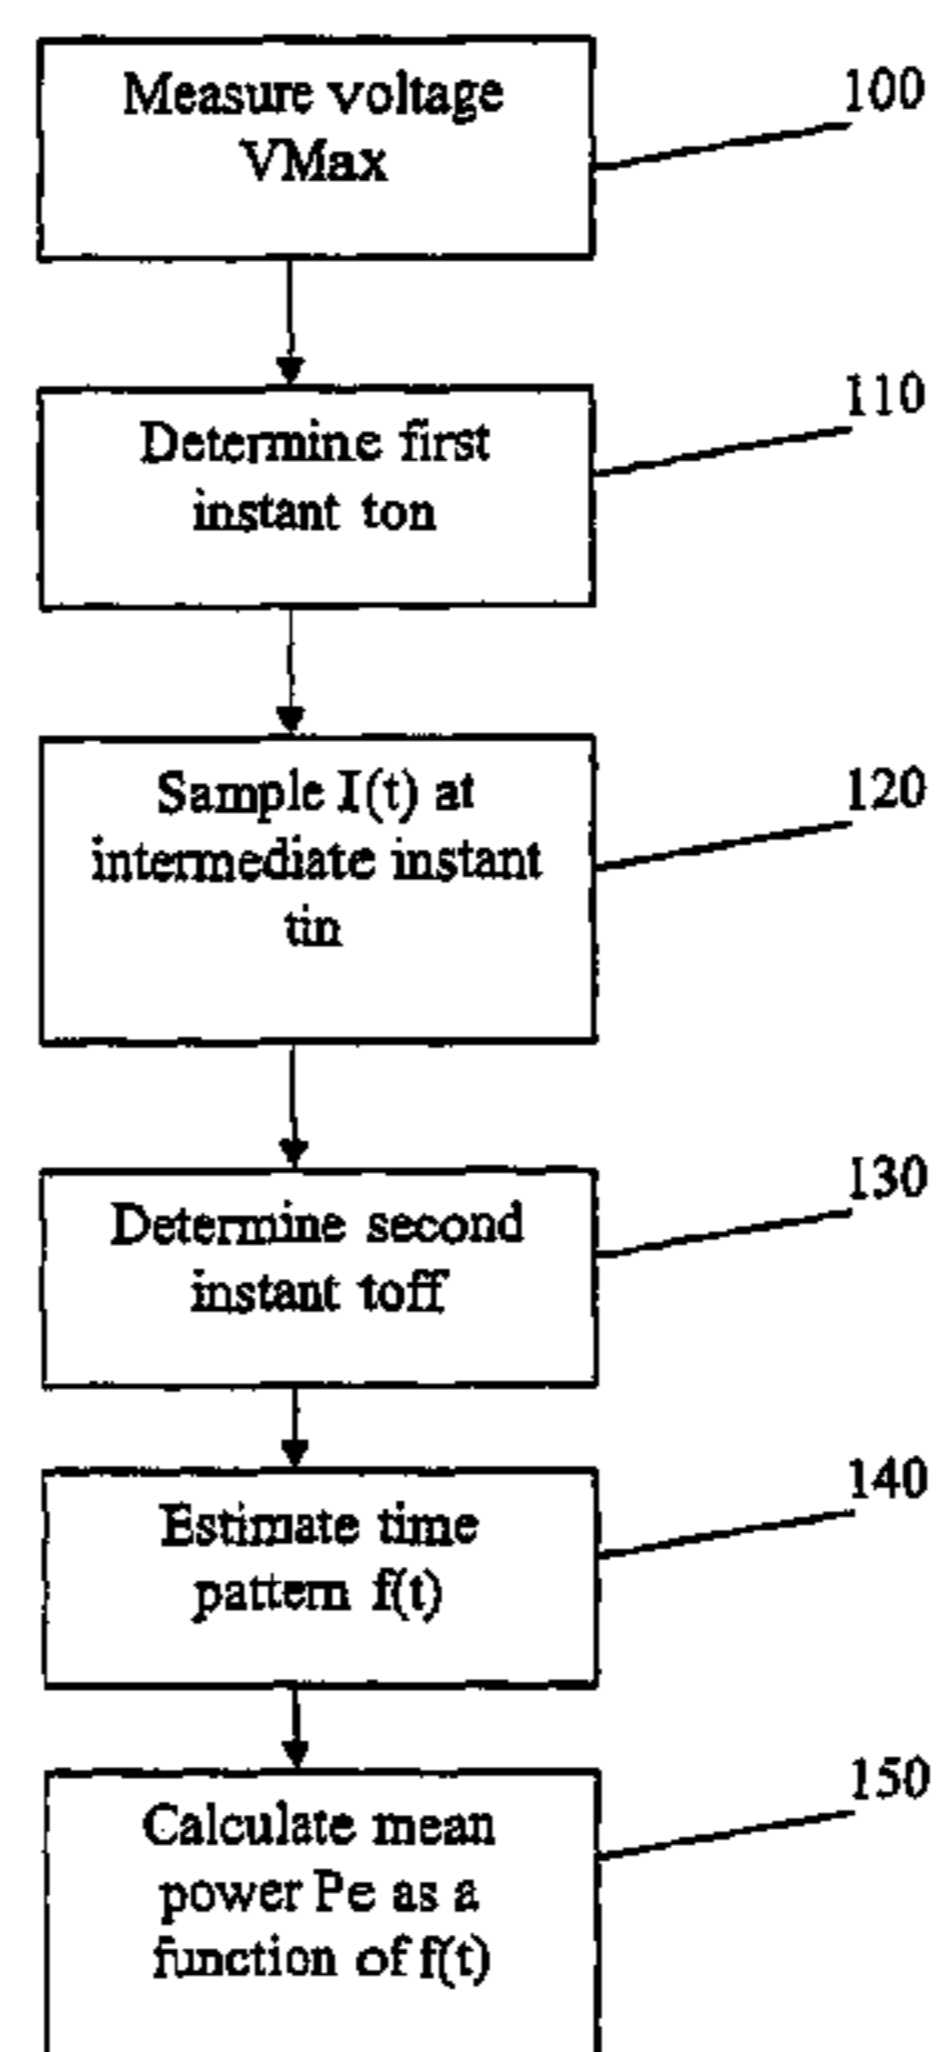 Measure voltage
VMax
100
Determine first
instant ton
110
Sample I(t) at
intermediate instant
tin
120
Determine second
instant toff
130
Estimate time
pattern f(t)
140
Calculate mean
power Pe as a
function of f(t)
150